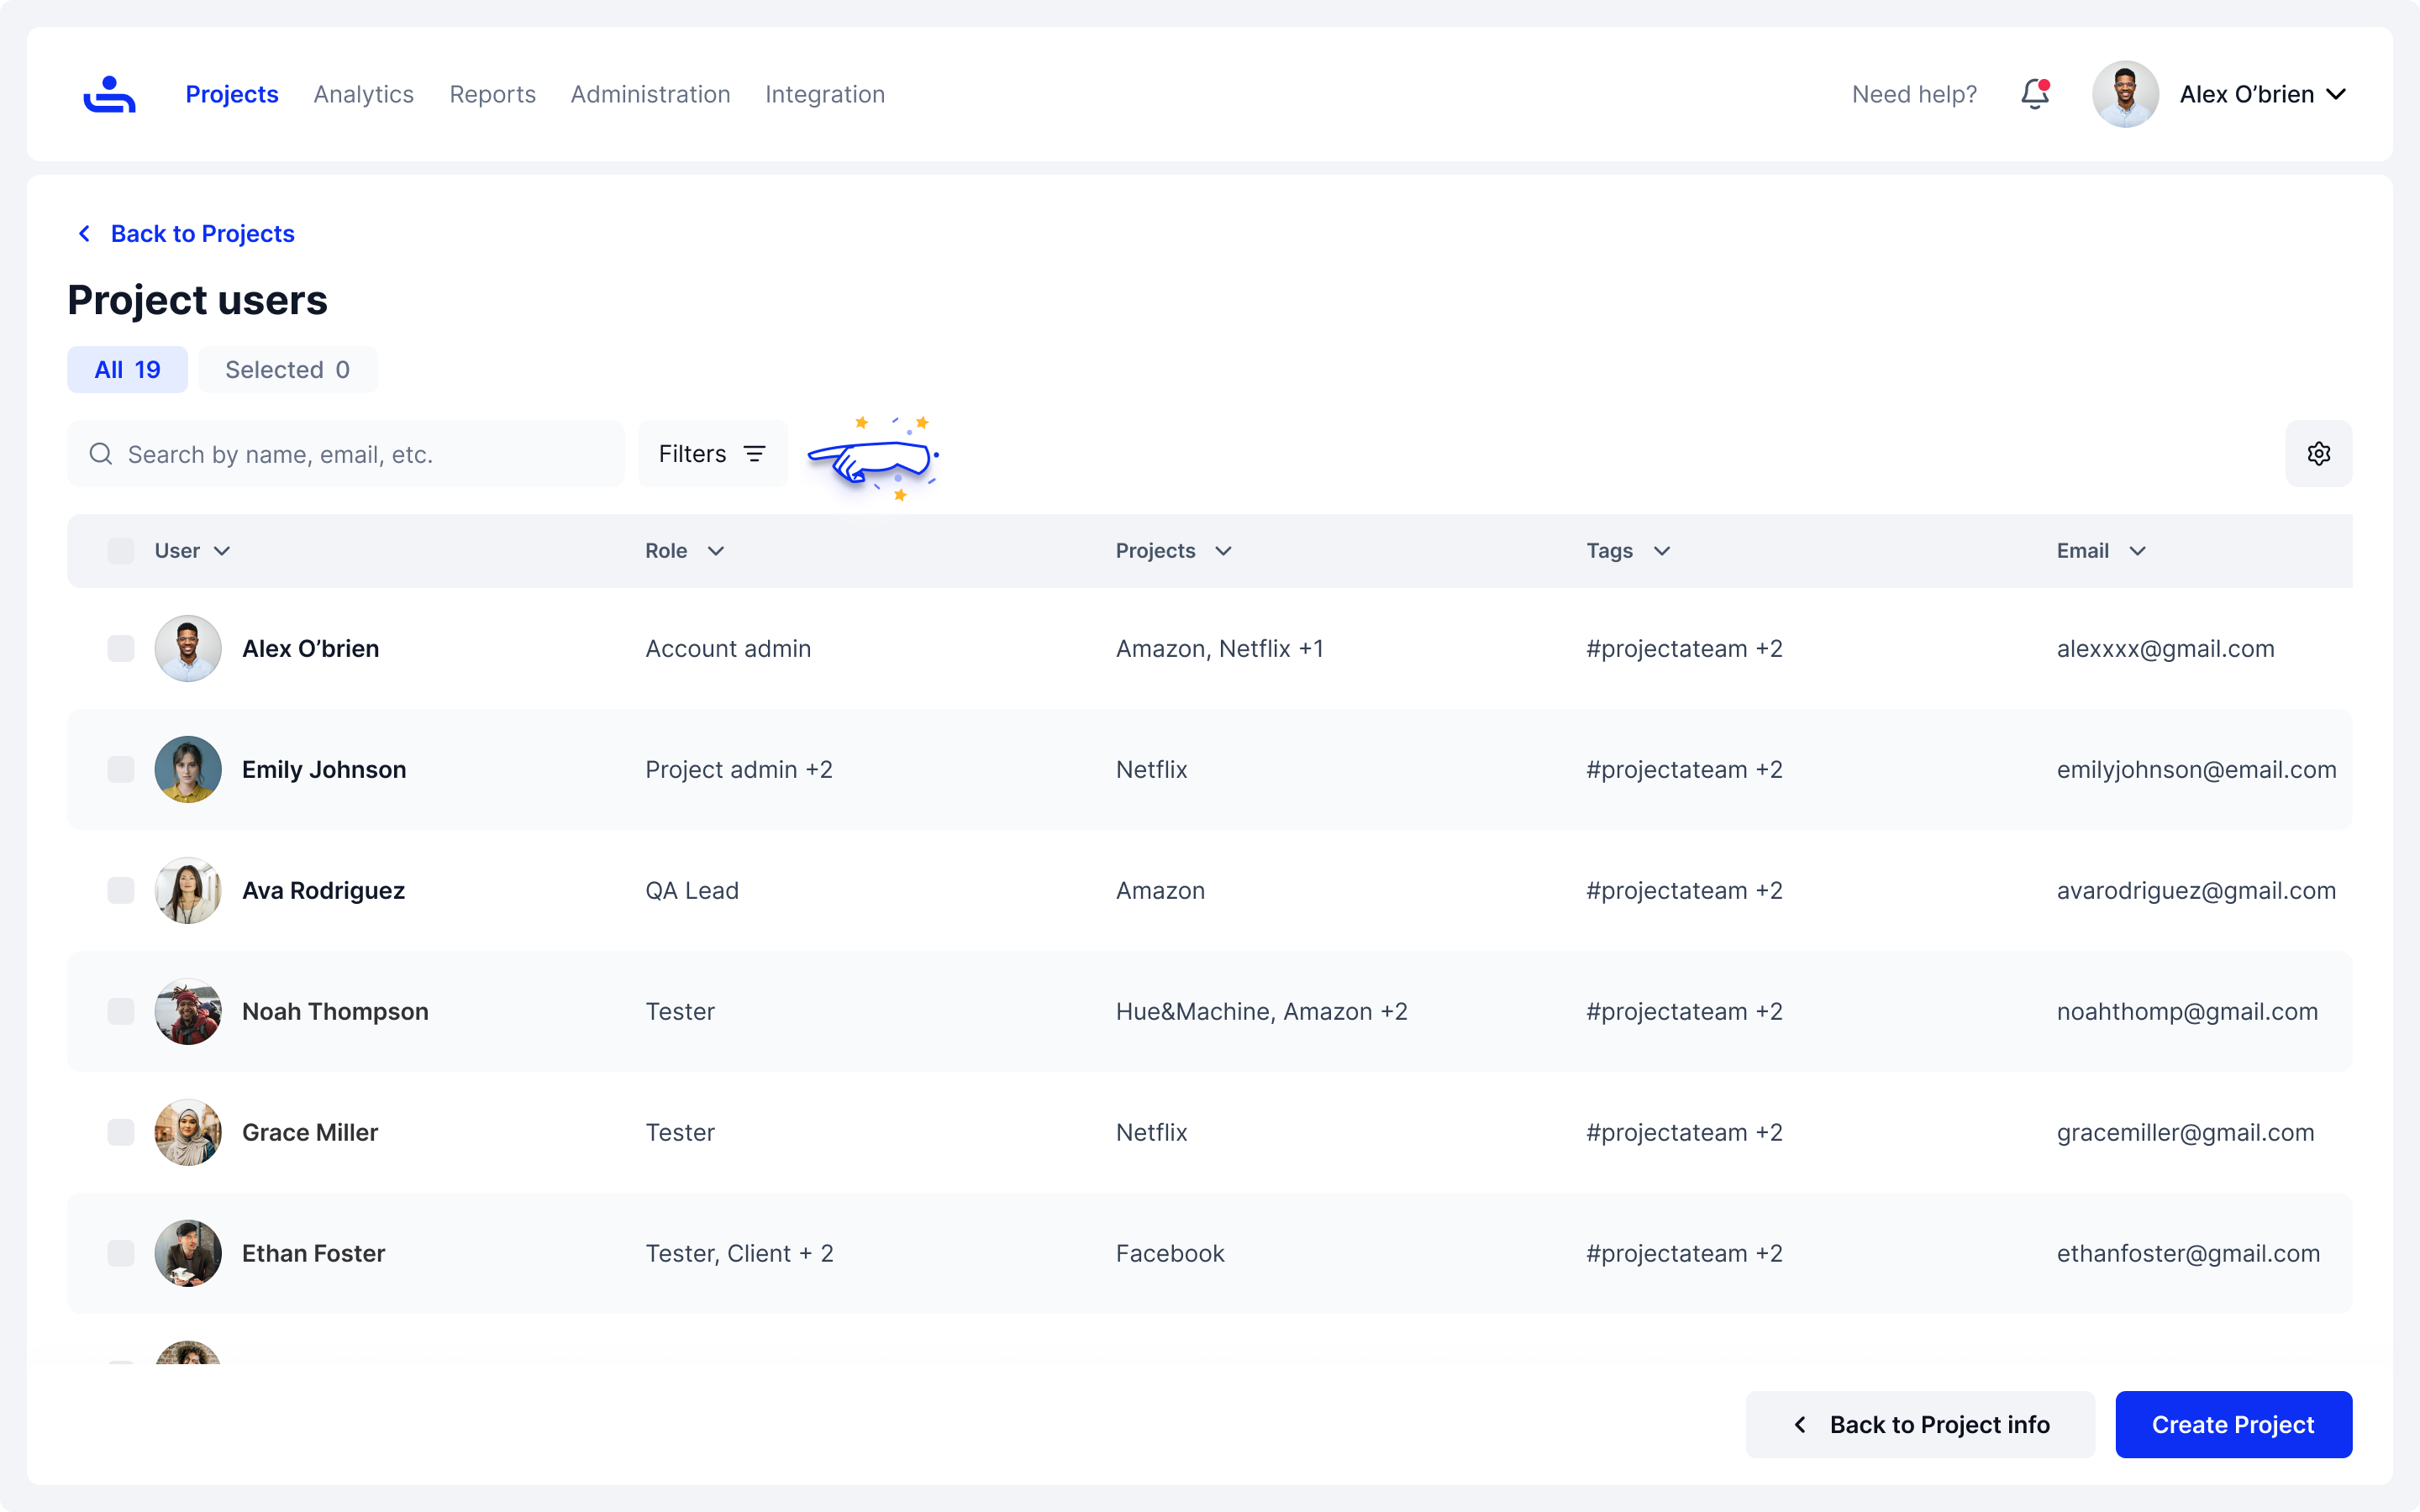 Projects Analytics Reports Administration Integration Need help? Alex O’brien
Back to Projects
Project users
All 19 Selected 0
Search by name, email, etc. Filters
User Role Projects Tags Email
Alex O’brien Account admin Amazon, Netflix +1 #projectateam +2 alexxxx@gmail.com
Emily Johnson Project admin +2 Netflix #projectateam +2 emilyjohnson@email.com
Ava Rodriguez QA Lead Amazon #projectateam +2 avarodriguez@gmail.com
Noah Thompson Tester Hue&Machine, Amazon +2 #projectateam +2 noahthomp@gmail.com
Grace Miller Tester Netflix #projectateam +2 gracemiller@gmail.com
Ethan Foster Tester, Client + 2 Facebook #projectateam +2 ethanfoster@gmail.com
Back to Project info Create Project